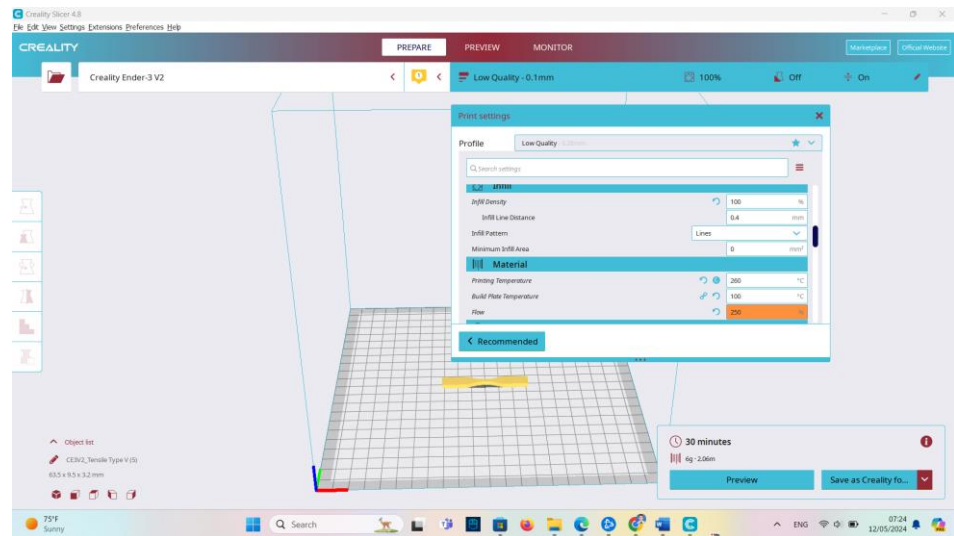 Creality Slicer 4.8
File Edit View Settings Extensions Preferences Help
CREALITY
PREPARE PREVIEW MONITOR
Marketplace Official Website
Creality Ender-3 V2
Low Quality - 0.1mm 100% Off On
Print settings
Profile Low Quality
Search settings
Infill
Infill Density 100 %
Infill Line Distance 0.4 mm
Infill Pattern Lines
Minimum Infill Area 0 mm²
Material
Printing Temperature 260 °C
Build Plate Temperature 100 °C
Flow 250 %
Recommended
Object list
CE3V2_Tensile Type V (S)
63.5 x 9.5 x 3.2 mm
30 minutes
6g - 2.06m
Preview
Save as Creality fo...
75°F
Sunny
Search
ENG
07:24
12/05/2024